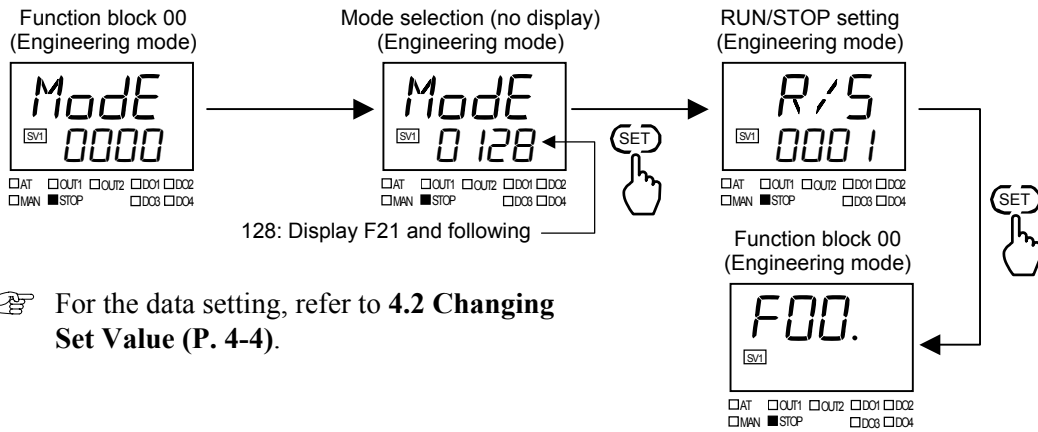 Function block 00
(Engineering mode)
ModE
SV1
0000
AT OUT1 OUT2 DO1 DO2
MAN STOP DO3 DO4
Mode selection (no display)
(Engineering mode)
ModE
SV1
0128
AT OUT1 OUT2 DO1 DO2
MAN STOP DO3 DO4
128: Display F21 and following
SET
RUN/STOP setting
(Engineering mode)
R/S
SV1
0001
AT OUT1 OUT2 DO1 DO2
MAN STOP DO3 DO4
SET
Function block 00
(Engineering mode)
F00.
SV1
AT OUT1 OUT2 DO1 DO2
MAN STOP DO3 DO4
For the data setting, refer to 4.2 Changing
Set Value (P. 4-4).